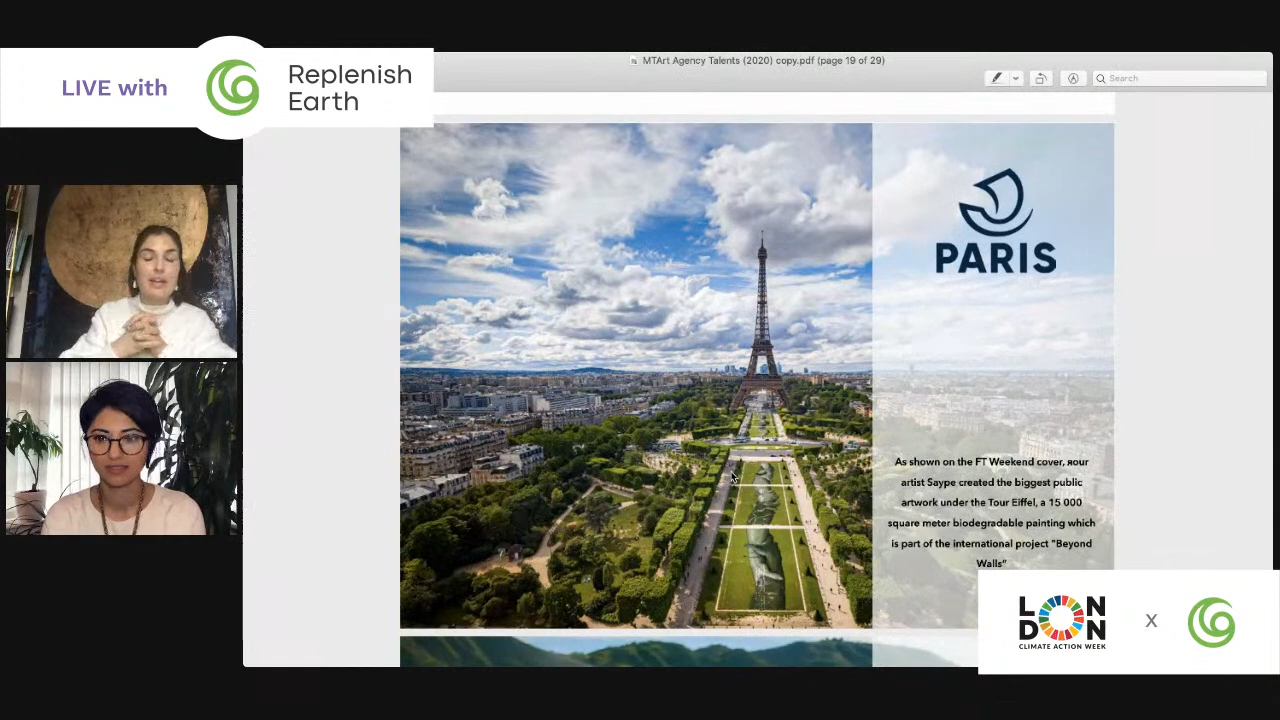 LIVE with
Replenish
Earth
MTArt Agency Talents (2020) copy.pdf (page 19 of 29)
Search
PARIS
As shown on the FT Weekend cover, our
artist Saype created the biggest public
artwork under the Tour Eiffel, a 15 000
square meter biodegradable painting which
is part of the international project "Beyond
Walls"
LONDON
CLIMATE ACTION WEEK
X